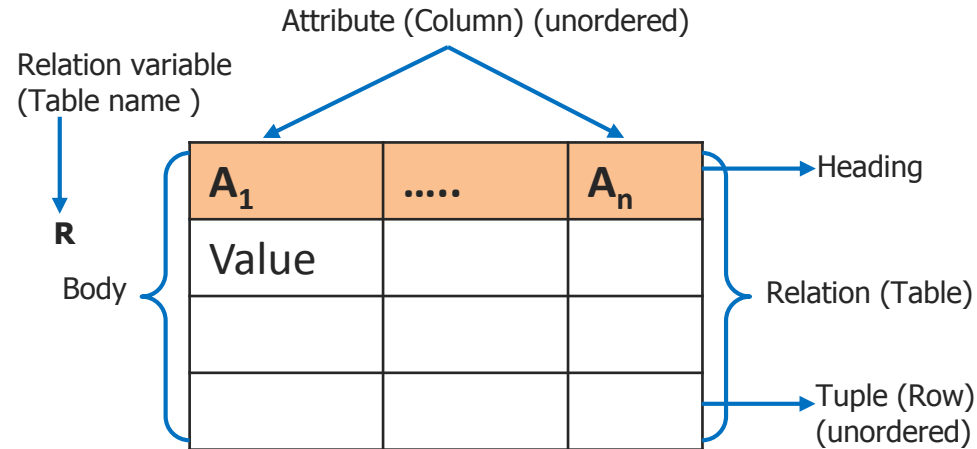 Attribute (Column) (unordered)
Relation variable
(Table name )
R
A1 ..... An
Heading
Value
Body
Relation (Table)
Tuple (Row)
(unordered)